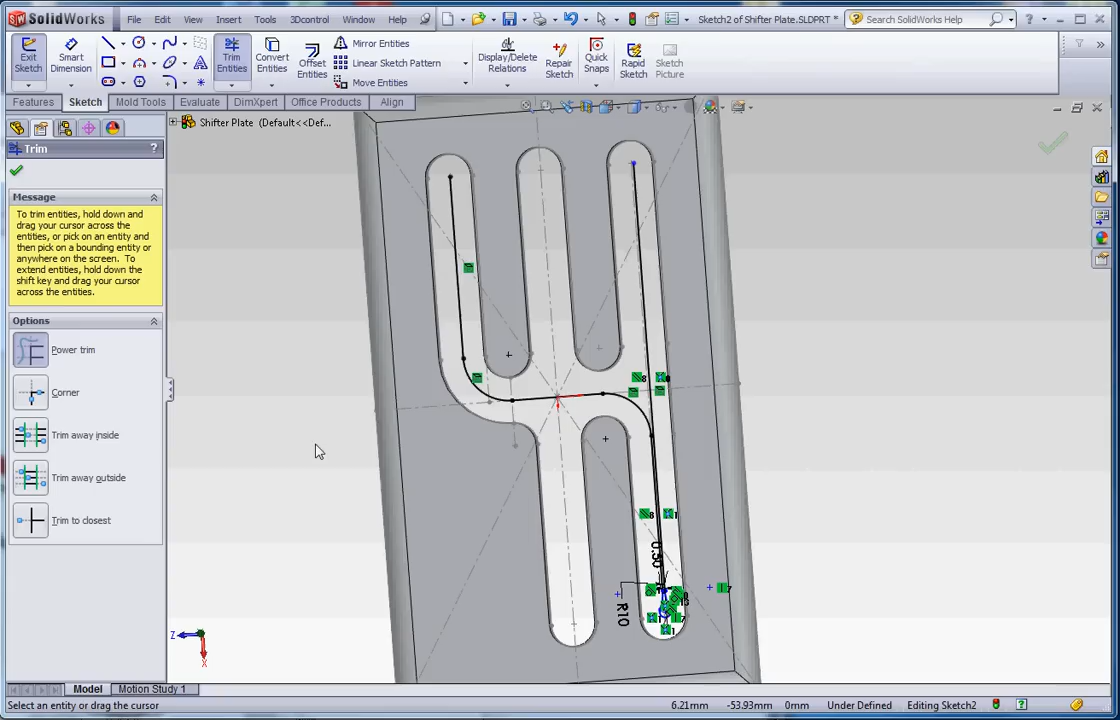 SolidWorks
File
Edit
View
Insert
Tools
3Dcontrol
Window
Help
Sketch2 of Shifter Plate.SLDPRT *
Search SolidWorks Help
Exit Sketch
Smart Dimension
Trim Entities
Convert Entities
Offset Entities
Mirror Entities
Linear Sketch Pattern
Move Entities
Display/Delete Relations
Repair Sketch
Quick Snaps
Rapid Sketch
Sketch Picture
Features
Sketch
Mold Tools
Evaluate
DimXpert
Office Products
Align
Shifter Plate (Default<<Def...
Trim
?
Message
To trim entities, hold down and
drag your cursor across the
entities, or pick on an entity and
then pick on a bounding entity or
anywhere on the screen. To
extend entities, hold down the
shift key and drag your cursor
across the entities.
Options
Power trim
Corner
Trim away inside
Trim away outside
Trim to closest
0.50
R10
Z
X
Model
Motion Study 1
Select an entity or drag the cursor
6.21mm
-53.93mm
0mm
Under Defined
Editing Sketch2